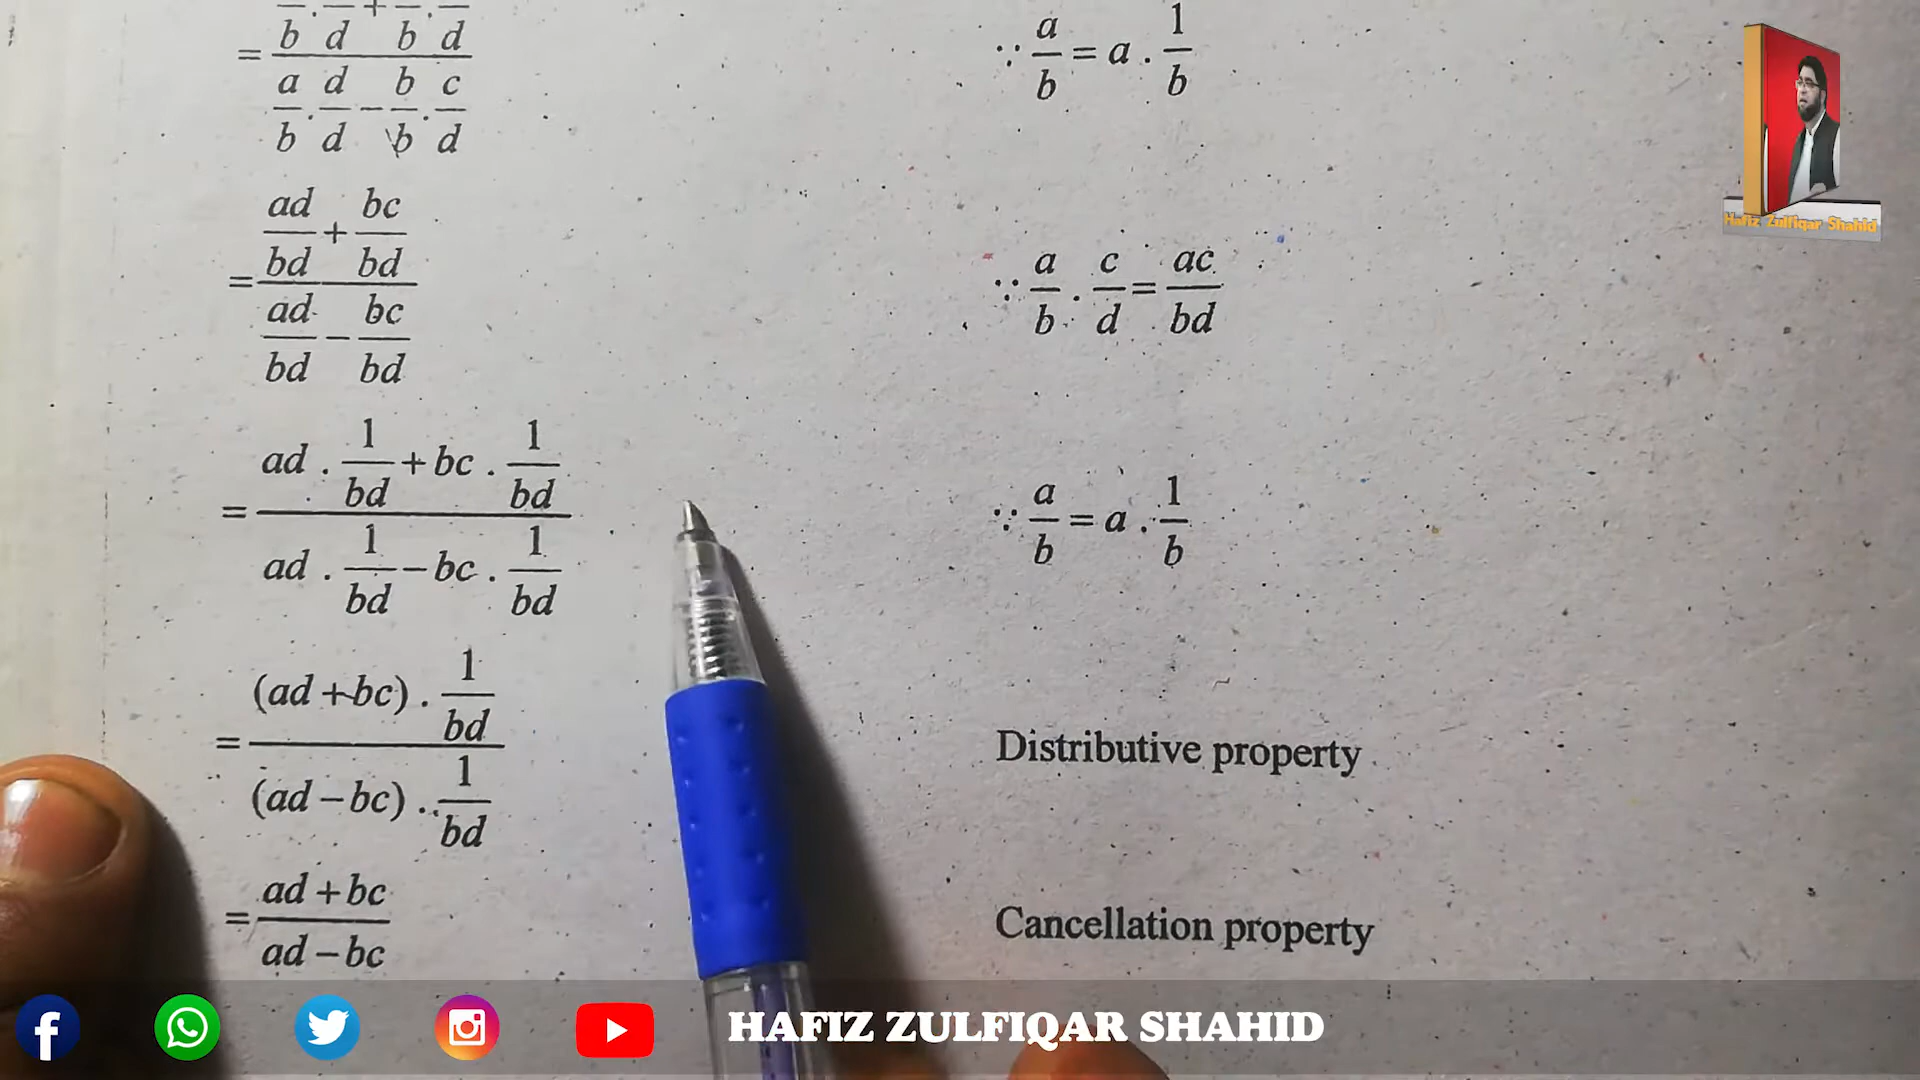 = (_/b · _/d + _/b · _/d) / (a/b · d/d − b/b · c/d)
∵ a/b = a · 1/b
= (ad/bd + bc/bd) / (ad/bd − bc/bd)
∵ a/b · c/d = ac/bd
= (ad · 1/bd + bc · 1/bd) / (ad · 1/bd − bc · 1/bd)
∵ a/b = a · 1/b
= ((ad + bc) · 1/bd) / ((ad − bc) · 1/bd)
Distributive property
= (ad + bc) / (ad − bc)
Cancellation property
Hafiz Zulfiqar Shahid
HAFIZ ZULFIQAR SHAHID